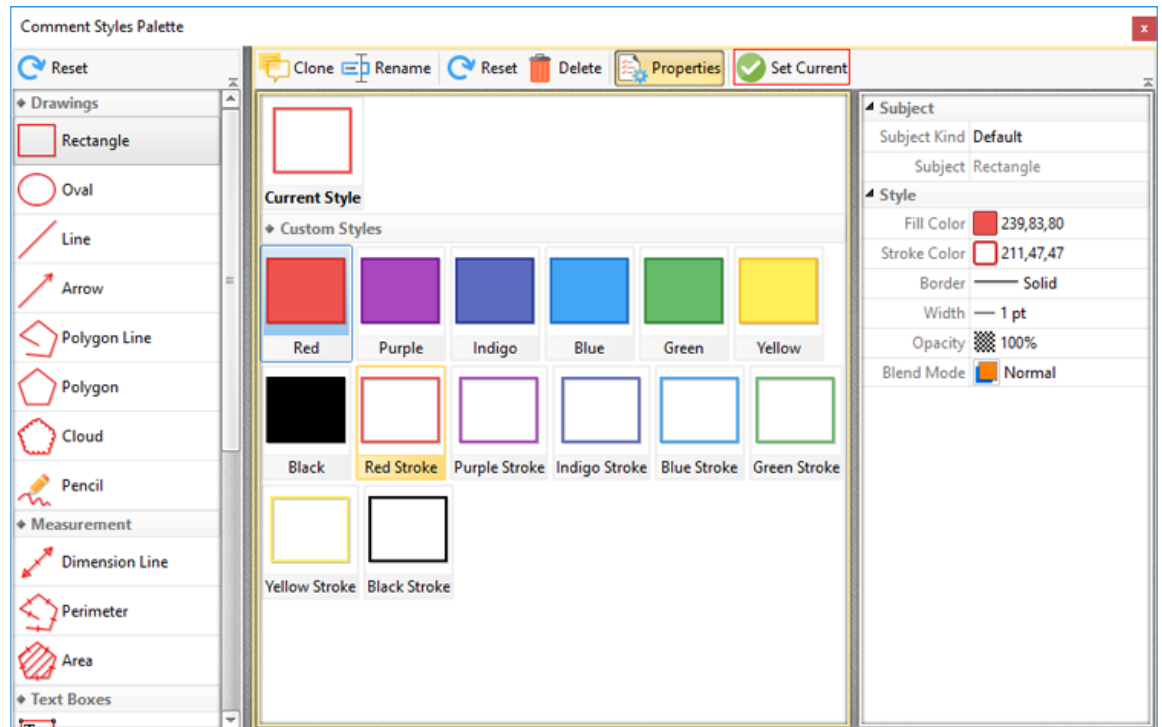 Comment Styles Palette
x
Reset
Clone Rename Reset Delete Properties Set Current
Drawings
Rectangle
Oval
Line
Arrow
Polygon Line
Polygon
Cloud
Pencil
Measurement
Dimension Line
Perimeter
Area
Text Boxes
Current Style
Custom Styles
Red Purple Indigo Blue Green Yellow
Black Red Stroke Purple Stroke Indigo Stroke Blue Stroke Green Stroke
Yellow Stroke Black Stroke
Subject
Subject Kind Default
Subject Rectangle
Style
Fill Color 239,83,80
Stroke Color 211,47,47
Border Solid
Width 1 pt
Opacity 100%
Blend Mode Normal